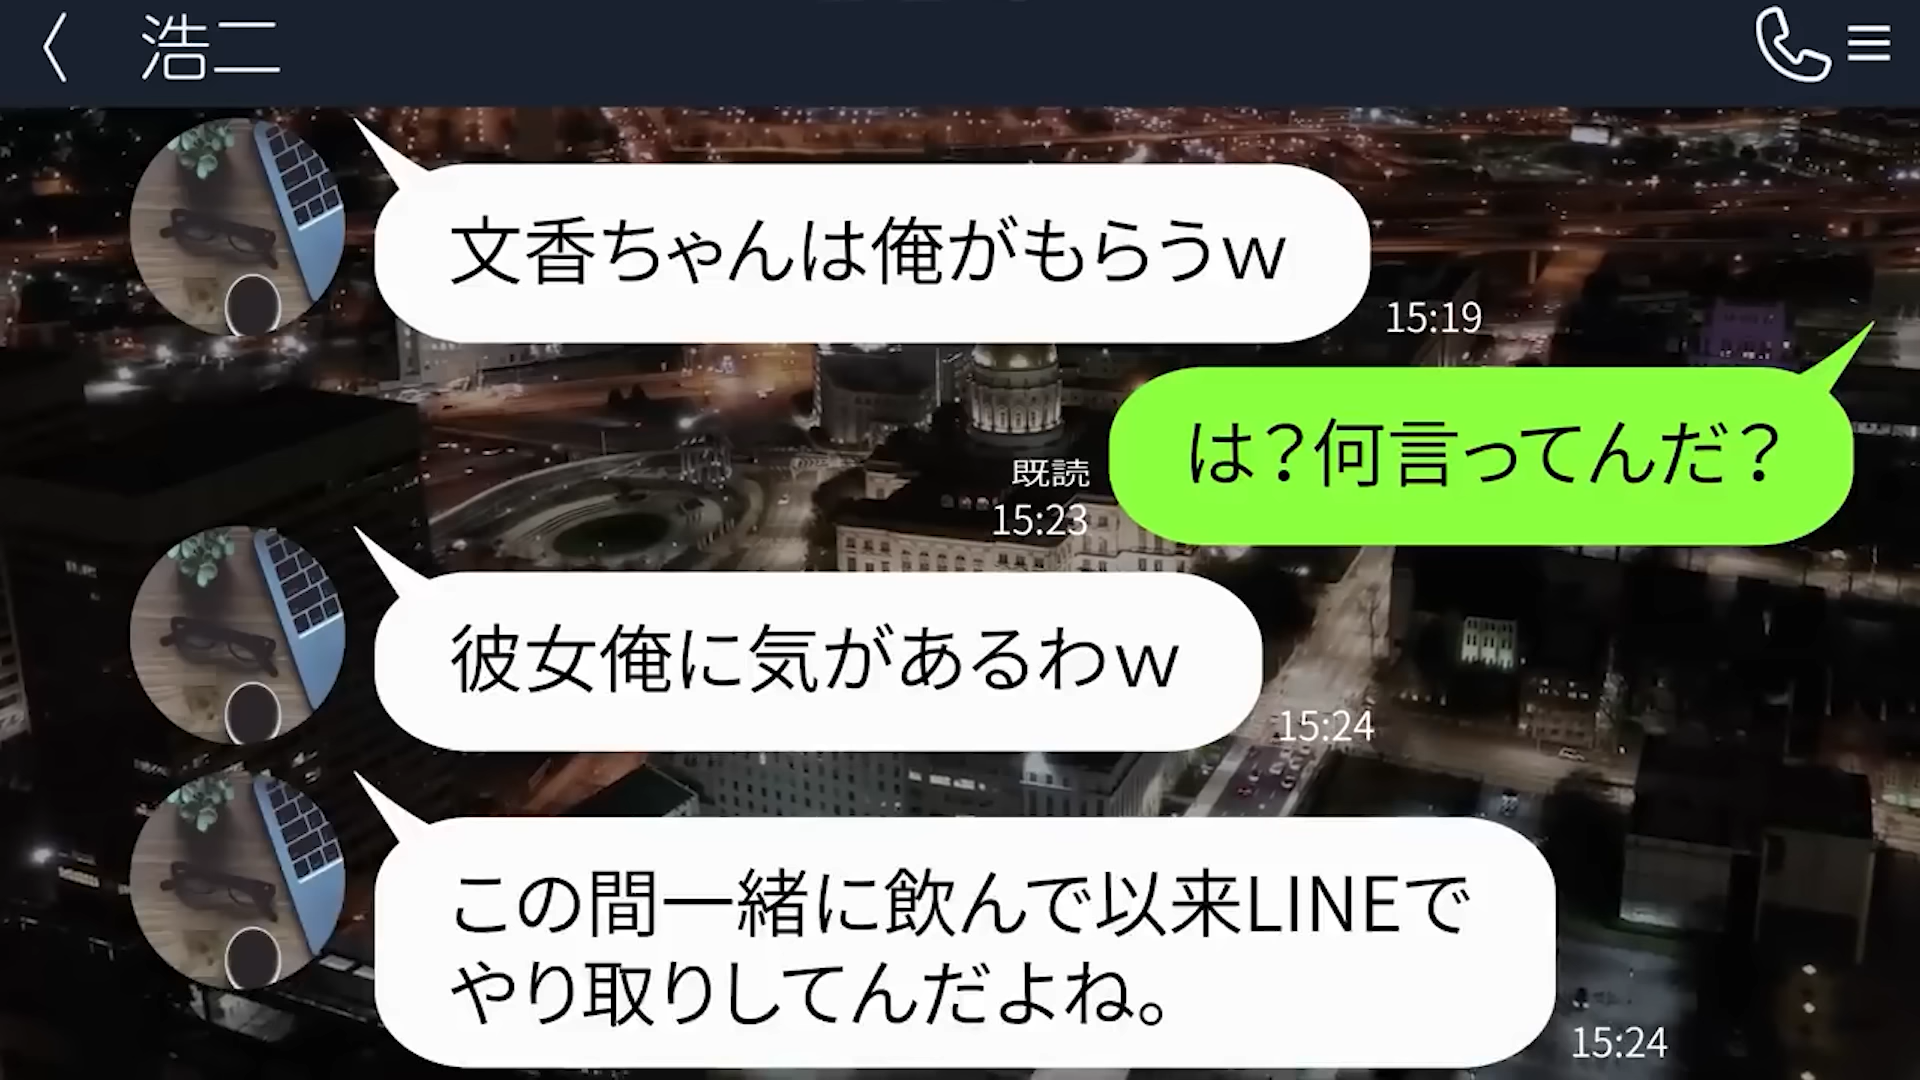 浩二
文香ちゃんは俺がもらうｗ
15:19
は？何言ってんだ？
既読
15:23
彼女俺に気があるわｗ
15:24
この間一緒に飲んで以来LINEで
やり取りしてんだよね。
15:24